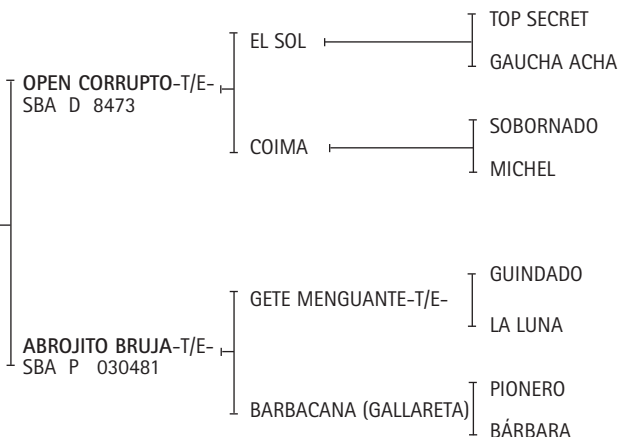 TOP SECRET
EL SOL
GAUCHA ACHA
OPEN CORRUPTO-T/E-
SBA D 8473
SOBORNADO
COIMA
MICHEL
GUINDADO
GETE MENGUANTE-T/E-
LA LUNA
ABROJITO BRUJA-T/E-
SBA P 030481
PIONERO
BARBACANA (GALLARETA)
BÁRBARA